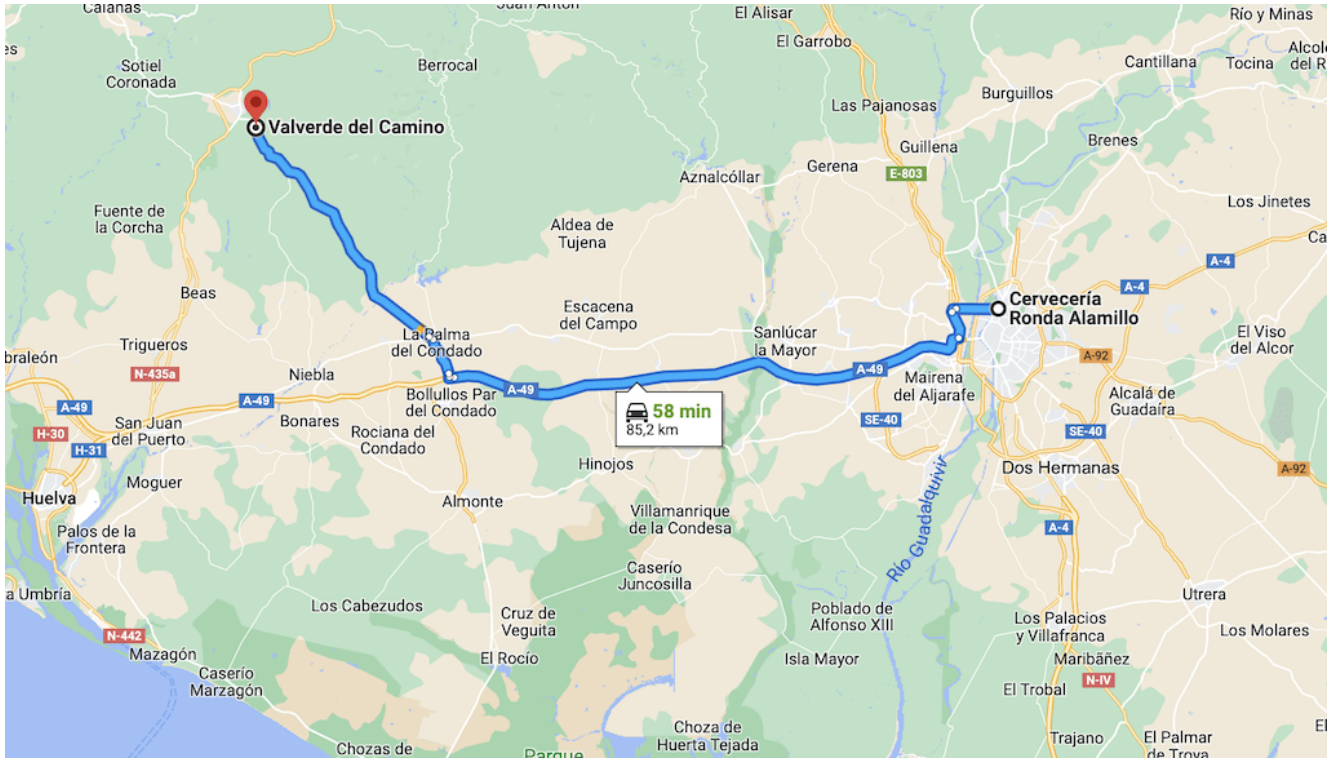 Calañas
Juan Antón
El Alisar
Río y Minas
El Garrobo
Sotiel
Coronada
Berrocal
Cantillana
Tocina
Alcol
del R
es
Burguillos
Las Pajanosas
Valverde del Camino
Guillena
Brenes
Gerena
Aznalcóllar
E-803
Los Jinetes
Fuente de
la Corcha
Aldea de
Tujena
Ca
A-4
A-4
Beas
Cervecería
Ronda Alamillo
Escacena
del Campo
La Palma
del Condado
Sanlúcar
la Mayor
El Viso
del Alcor
Trigueros
braleón
N-435a
Niebla
A-92
A-49
A-49
Mairena
del Aljarafe
Alcalá de
Guadaíra
A-49
A-49
Bollullos Par
del Condado
58 min
85,2 km
San Juan
del Puerto
Bonares
Rociana del
Condado
SE-40
SE-40
H-30
H-31
Hinojos
Dos Hermanas
A-92
Moguer
Huelva
Almonte
Villamanrique
de la Condesa
A-4
Palos de la
Frontera
Río Guadalquivir
Caserío
Juncosilla
a Umbría
Los Cabezudos
Cruz de
Veguita
Poblado de
Alfonso XIII
Utrera
Los Palacios
y Villafranca
Los Molares
N-442
Mazagón
El Rocío
Isla Mayor
Maribáñez
N-IV
Caserío
Marzagón
El Trobal
Choza de
Huerta Tejada
Trajano
El Palmar
de Troya
El
Chozas de
Parque